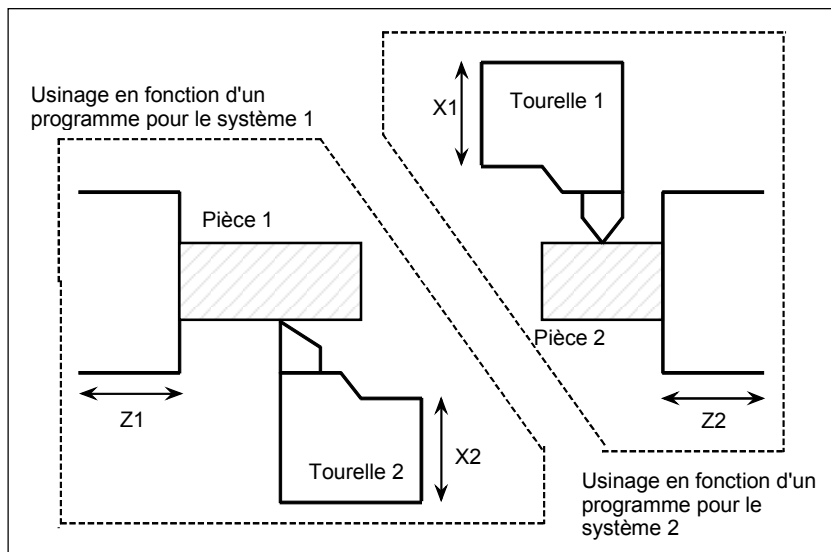 Usinage en fonction d'un
programme pour le système 1
X1
Tourelle 1
Pièce 1
Pièce 2
Z1
Z2
Tourelle 2
X2
Usinage en fonction d'un
programme pour le
système 2